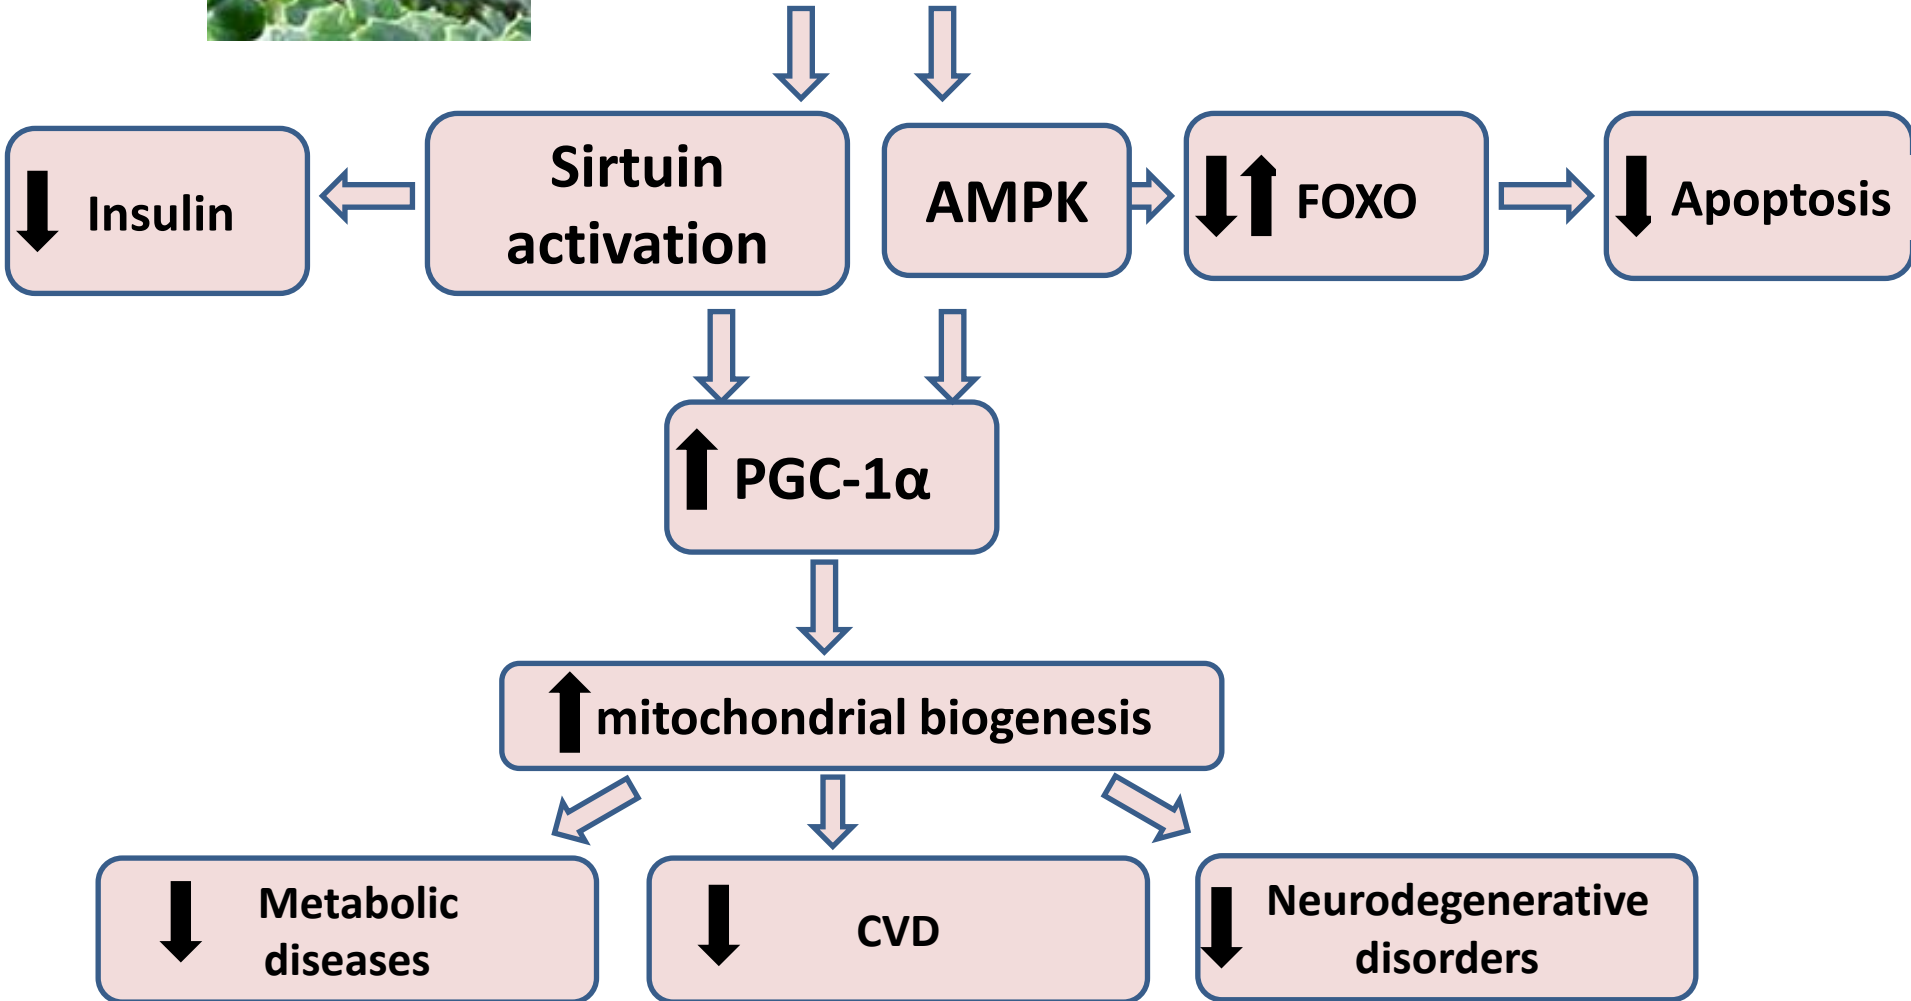 Insulin
Sirtuin
activation
AMPK
FOXO
Apoptosis
PGC-1α
mitochondrial biogenesis
Metabolic
diseases
CVD
Neurodegenerative
disorders